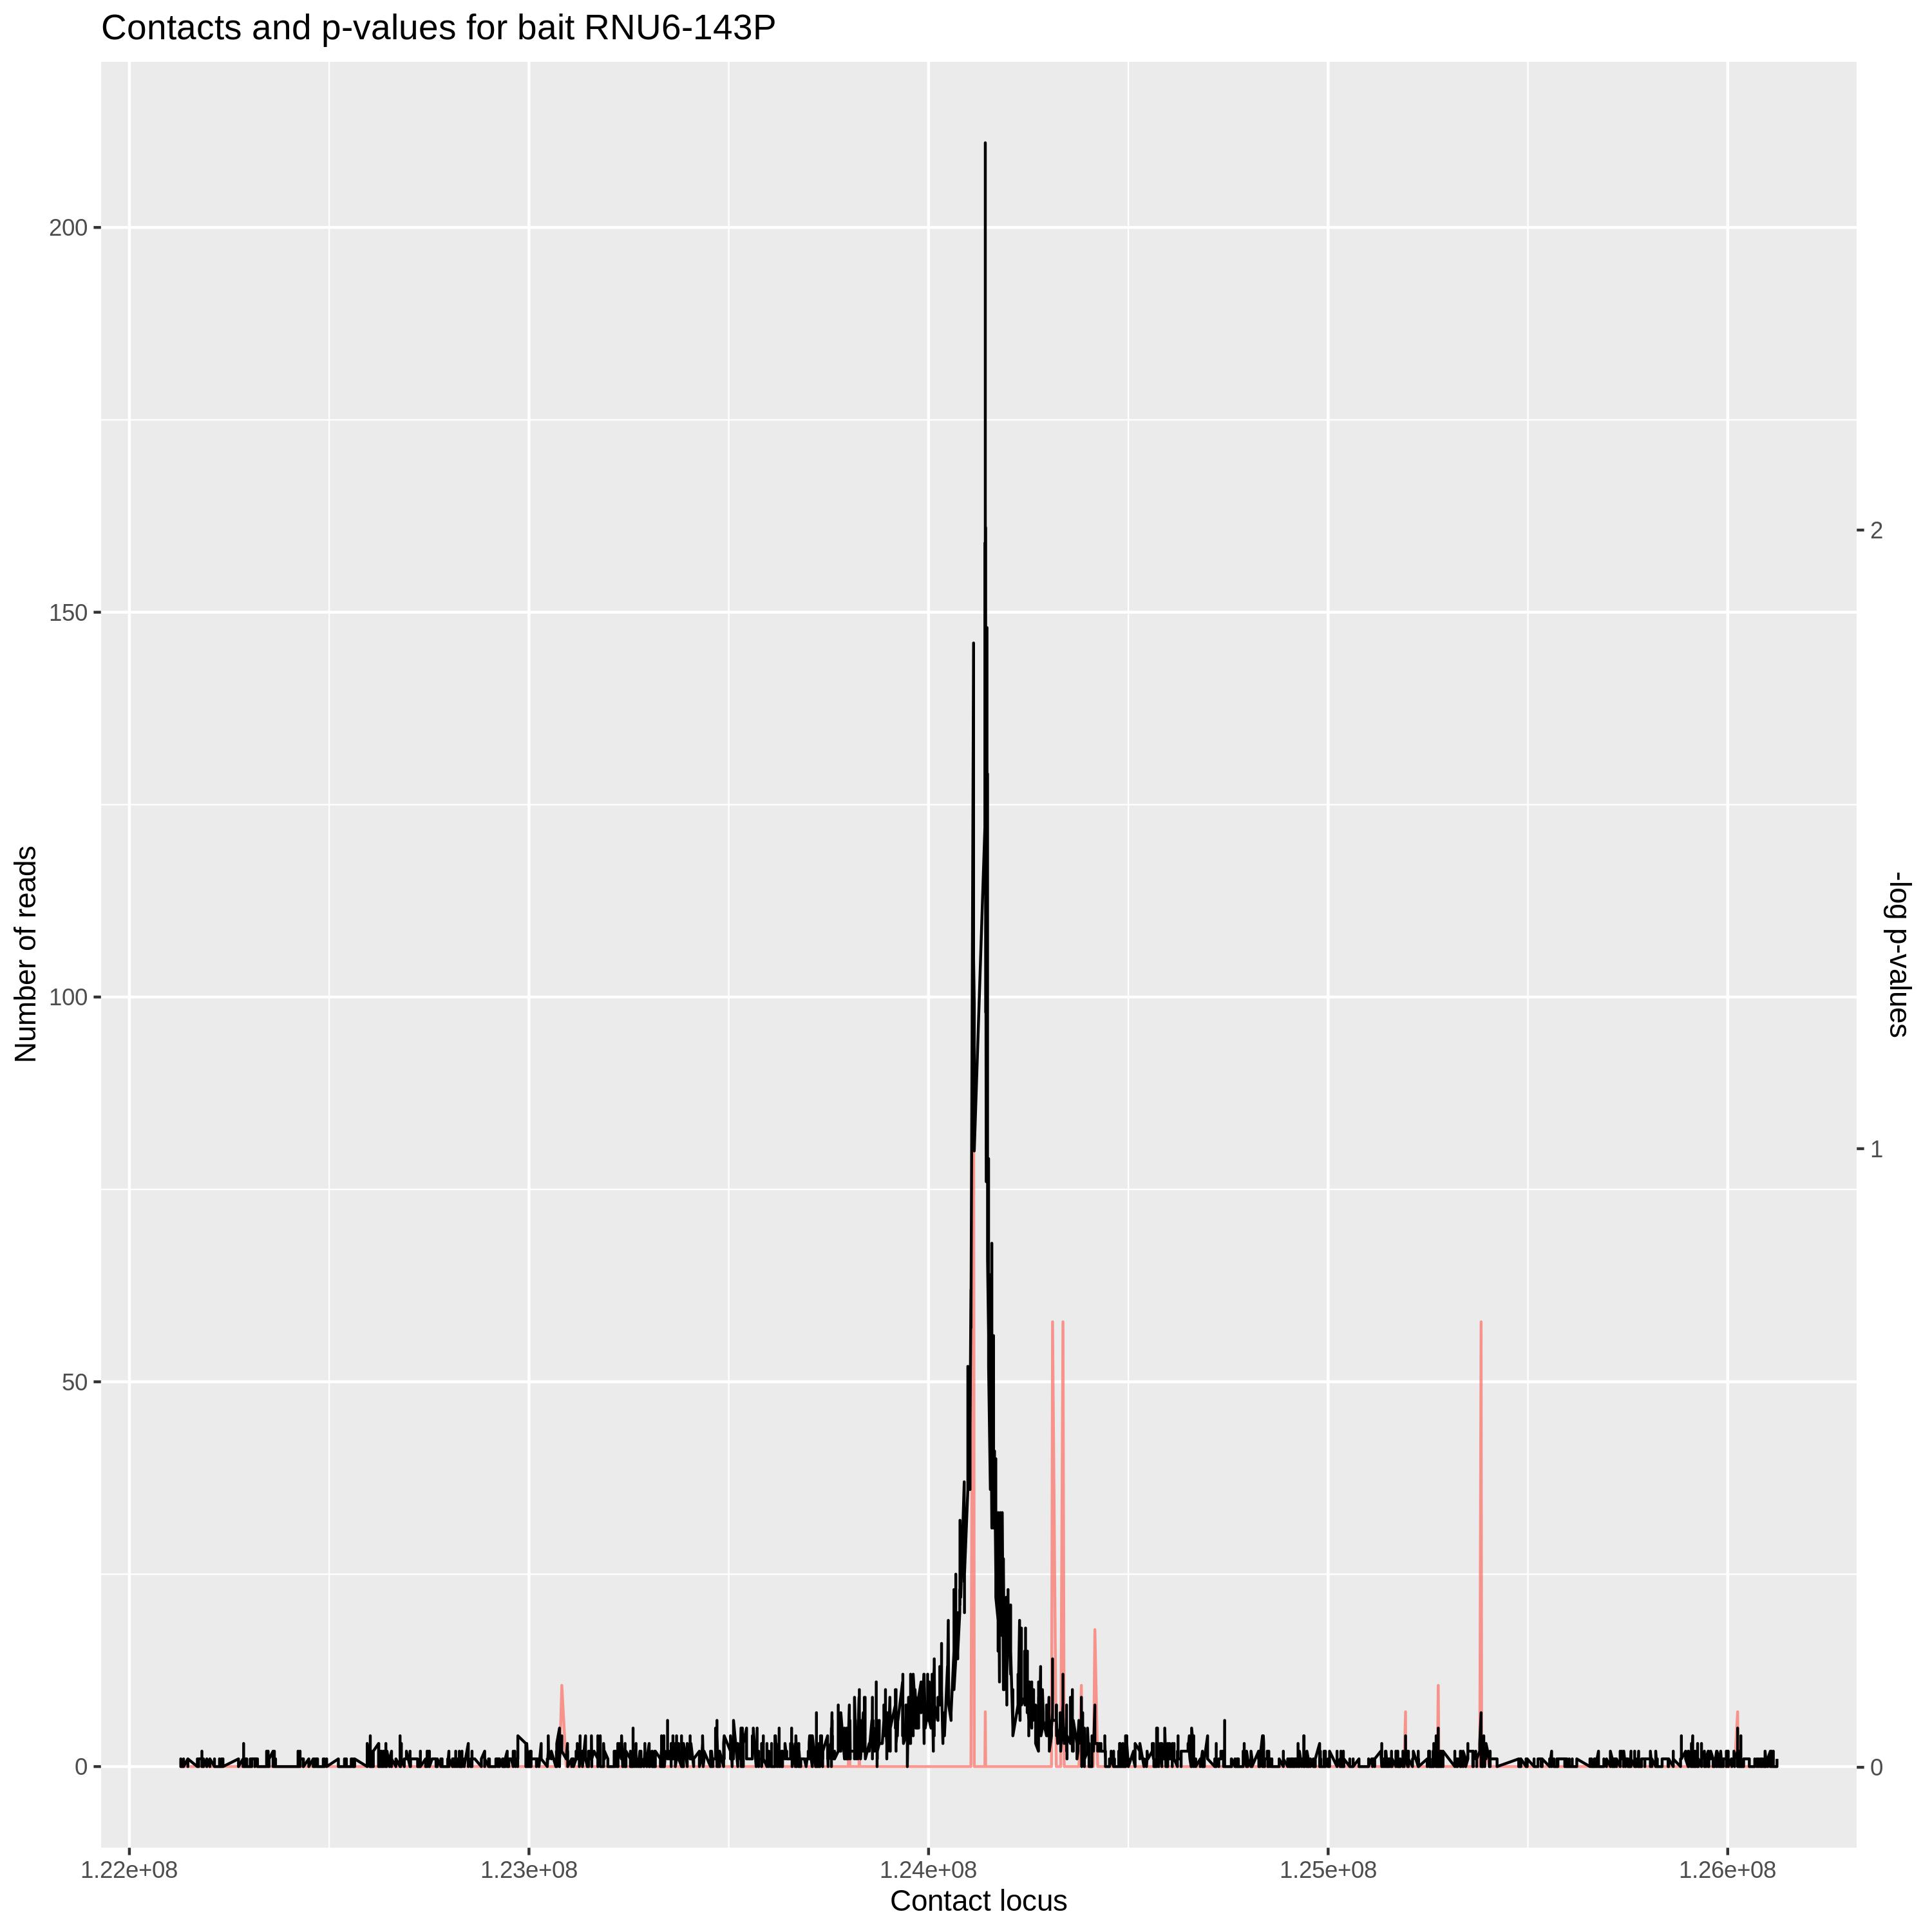 Contacts and p-values for bait RNU6-143P
Number of reads
200
150
100
50
0
2
1
0
-log p-values
1.22e+08
1.23e+08
1.24e+08
1.25e+08
1.26e+08
Contact locus